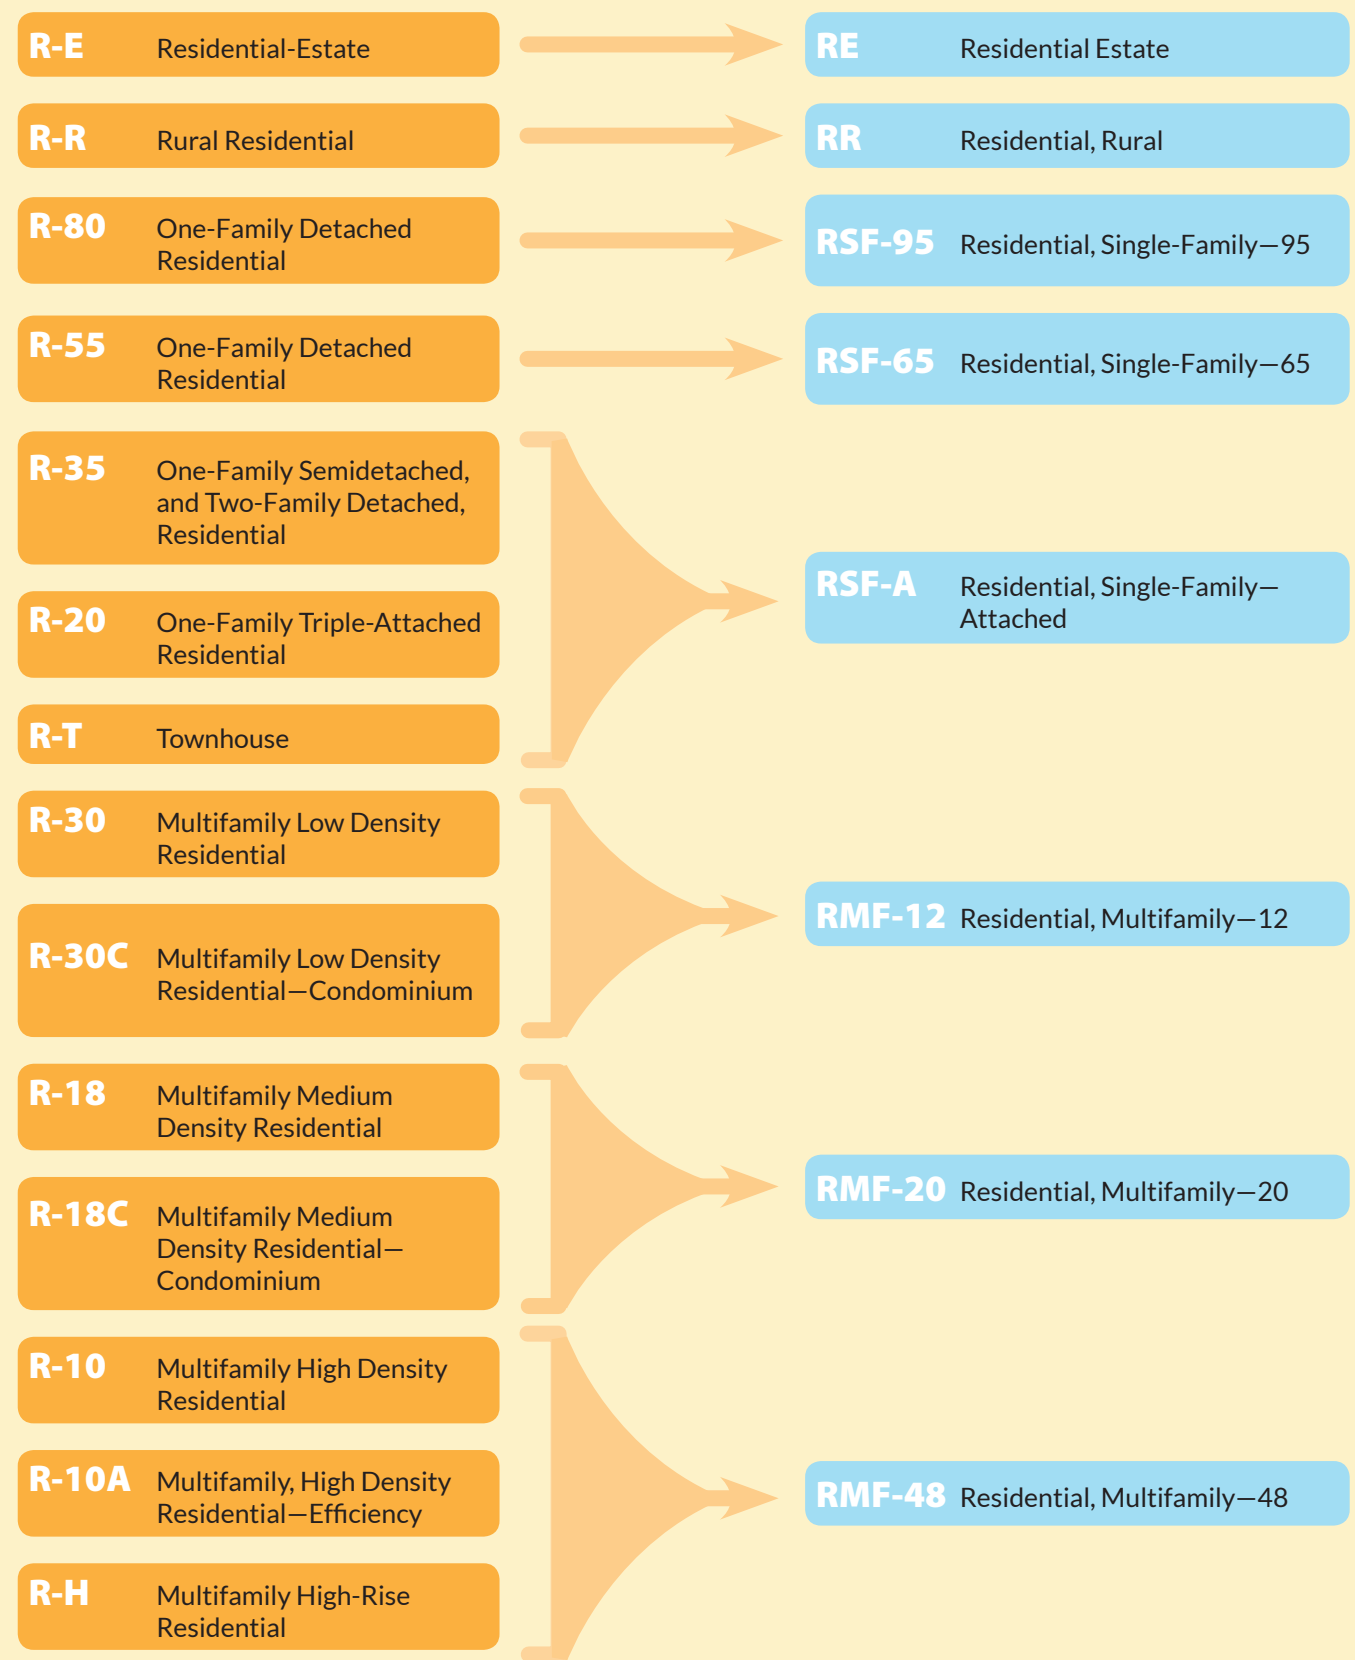 R-E Residential-Estate
RE Residential Estate
R-R Rural Residential
RR Residential, Rural
R-80 One-Family Detached
Residential
RSF-95 Residential, Single-Family—95
R-55 One-Family Detached
Residential
RSF-65 Residential, Single-Family—65
R-35 One-Family Semidetached,
and Two-Family Detached,
Residential
R-20 One-Family Triple-Attached
Residential
R-T Townhouse
RSF-A Residential, Single-Family—
Attached
R-30 Multifamily Low Density
Residential
R-30C Multifamily Low Density
Residential—Condominium
RMF-12 Residential, Multifamily—12
R-18 Multifamily Medium
Density Residential
R-18C Multifamily Medium
Density Residential—
Condominium
RMF-20 Residential, Multifamily—20
R-10 Multifamily High Density
Residential
R-10A Multifamily, High Density
Residential—Efficiency
R-H Multifamily High-Rise
Residential
RMF-48 Residential, Multifamily—48